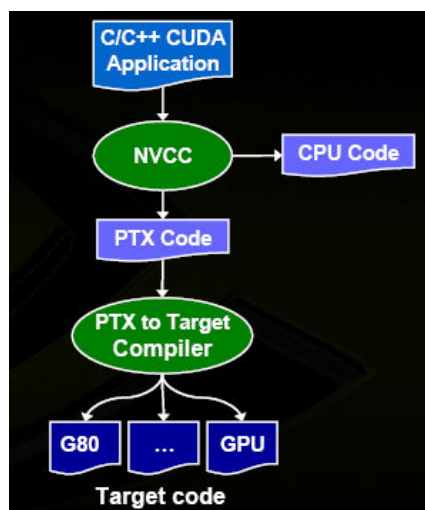 C/C++ CUDA
Application
NVCC
CPU Code
PTX Code
PTX to Target
Compiler
G80
...
GPU
Target code